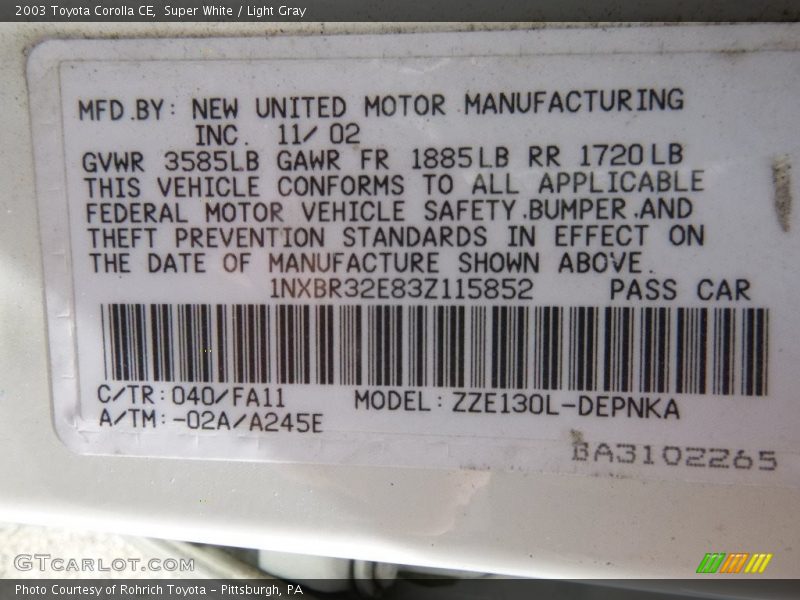 2003 Toyota Corolla CE, Super White / Light Gray
MFD.BY: NEW UNITED MOTOR MANUFACTURING
INC. 11/ 02
GVWR 3585LB GAWR FR 1885LB RR 1720LB
THIS VEHICLE CONFORMS TO ALL APPLICABLE
FEDERAL MOTOR VEHICLE SAFETY.BUMPER.AND
THEFT PREVENTION STANDARDS IN EFFECT ON
THE DATE OF MANUFACTURE SHOWN ABOVE.
1NXBR32E83Z115852 PASS CAR
C/TR:040/FA11 MODEL:ZZE130L-DEPNKA
A/TM:-02A/A245E
BA3102265
GTCARLOT.COM
Photo Courtesy of Rohrich Toyota - Pittsburgh, PA